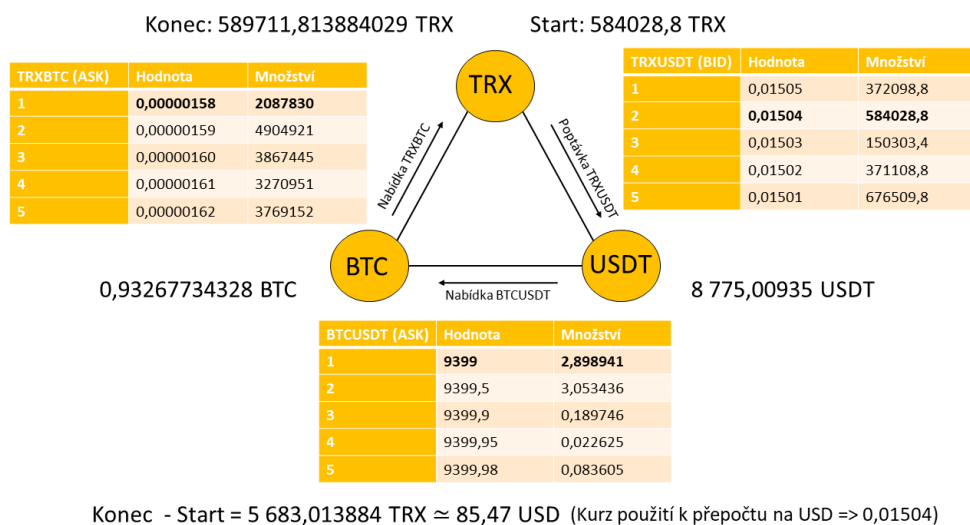 Konec: 589711,813884029 TRX
Start: 584028,8 TRX
TRXBTC (ASK) Hodnota Množství
1 0,00000158 2087830
2 0,00000159 4904921
3 0,00000160 3867445
4 0,00000161 3270951
5 0,00000162 3769152
TRX
TRXUSDT (BID) Hodnota Množství
1 0,01505 372098,8
2 0,01504 584028,8
3 0,01503 150303,4
4 0,01502 371108,8
5 0,01501 676509,8
Nabídka TRXBTC
Poptávka TRXUSDT
BTC
USDT
0,93267734328 BTC
Nabídka BTCUSDT
8 775,00935 USDT
BTCUSDT (ASK) Hodnota Množství
1 9399 2,898941
2 9399,5 3,053436
3 9399,9 0,189746
4 9399,95 0,022625
5 9399,98 0,083605
Konec - Start = 5 683,013884 TRX ≃ 85,47 USD (Kurz použití k přepočtu na USD => 0,01504)